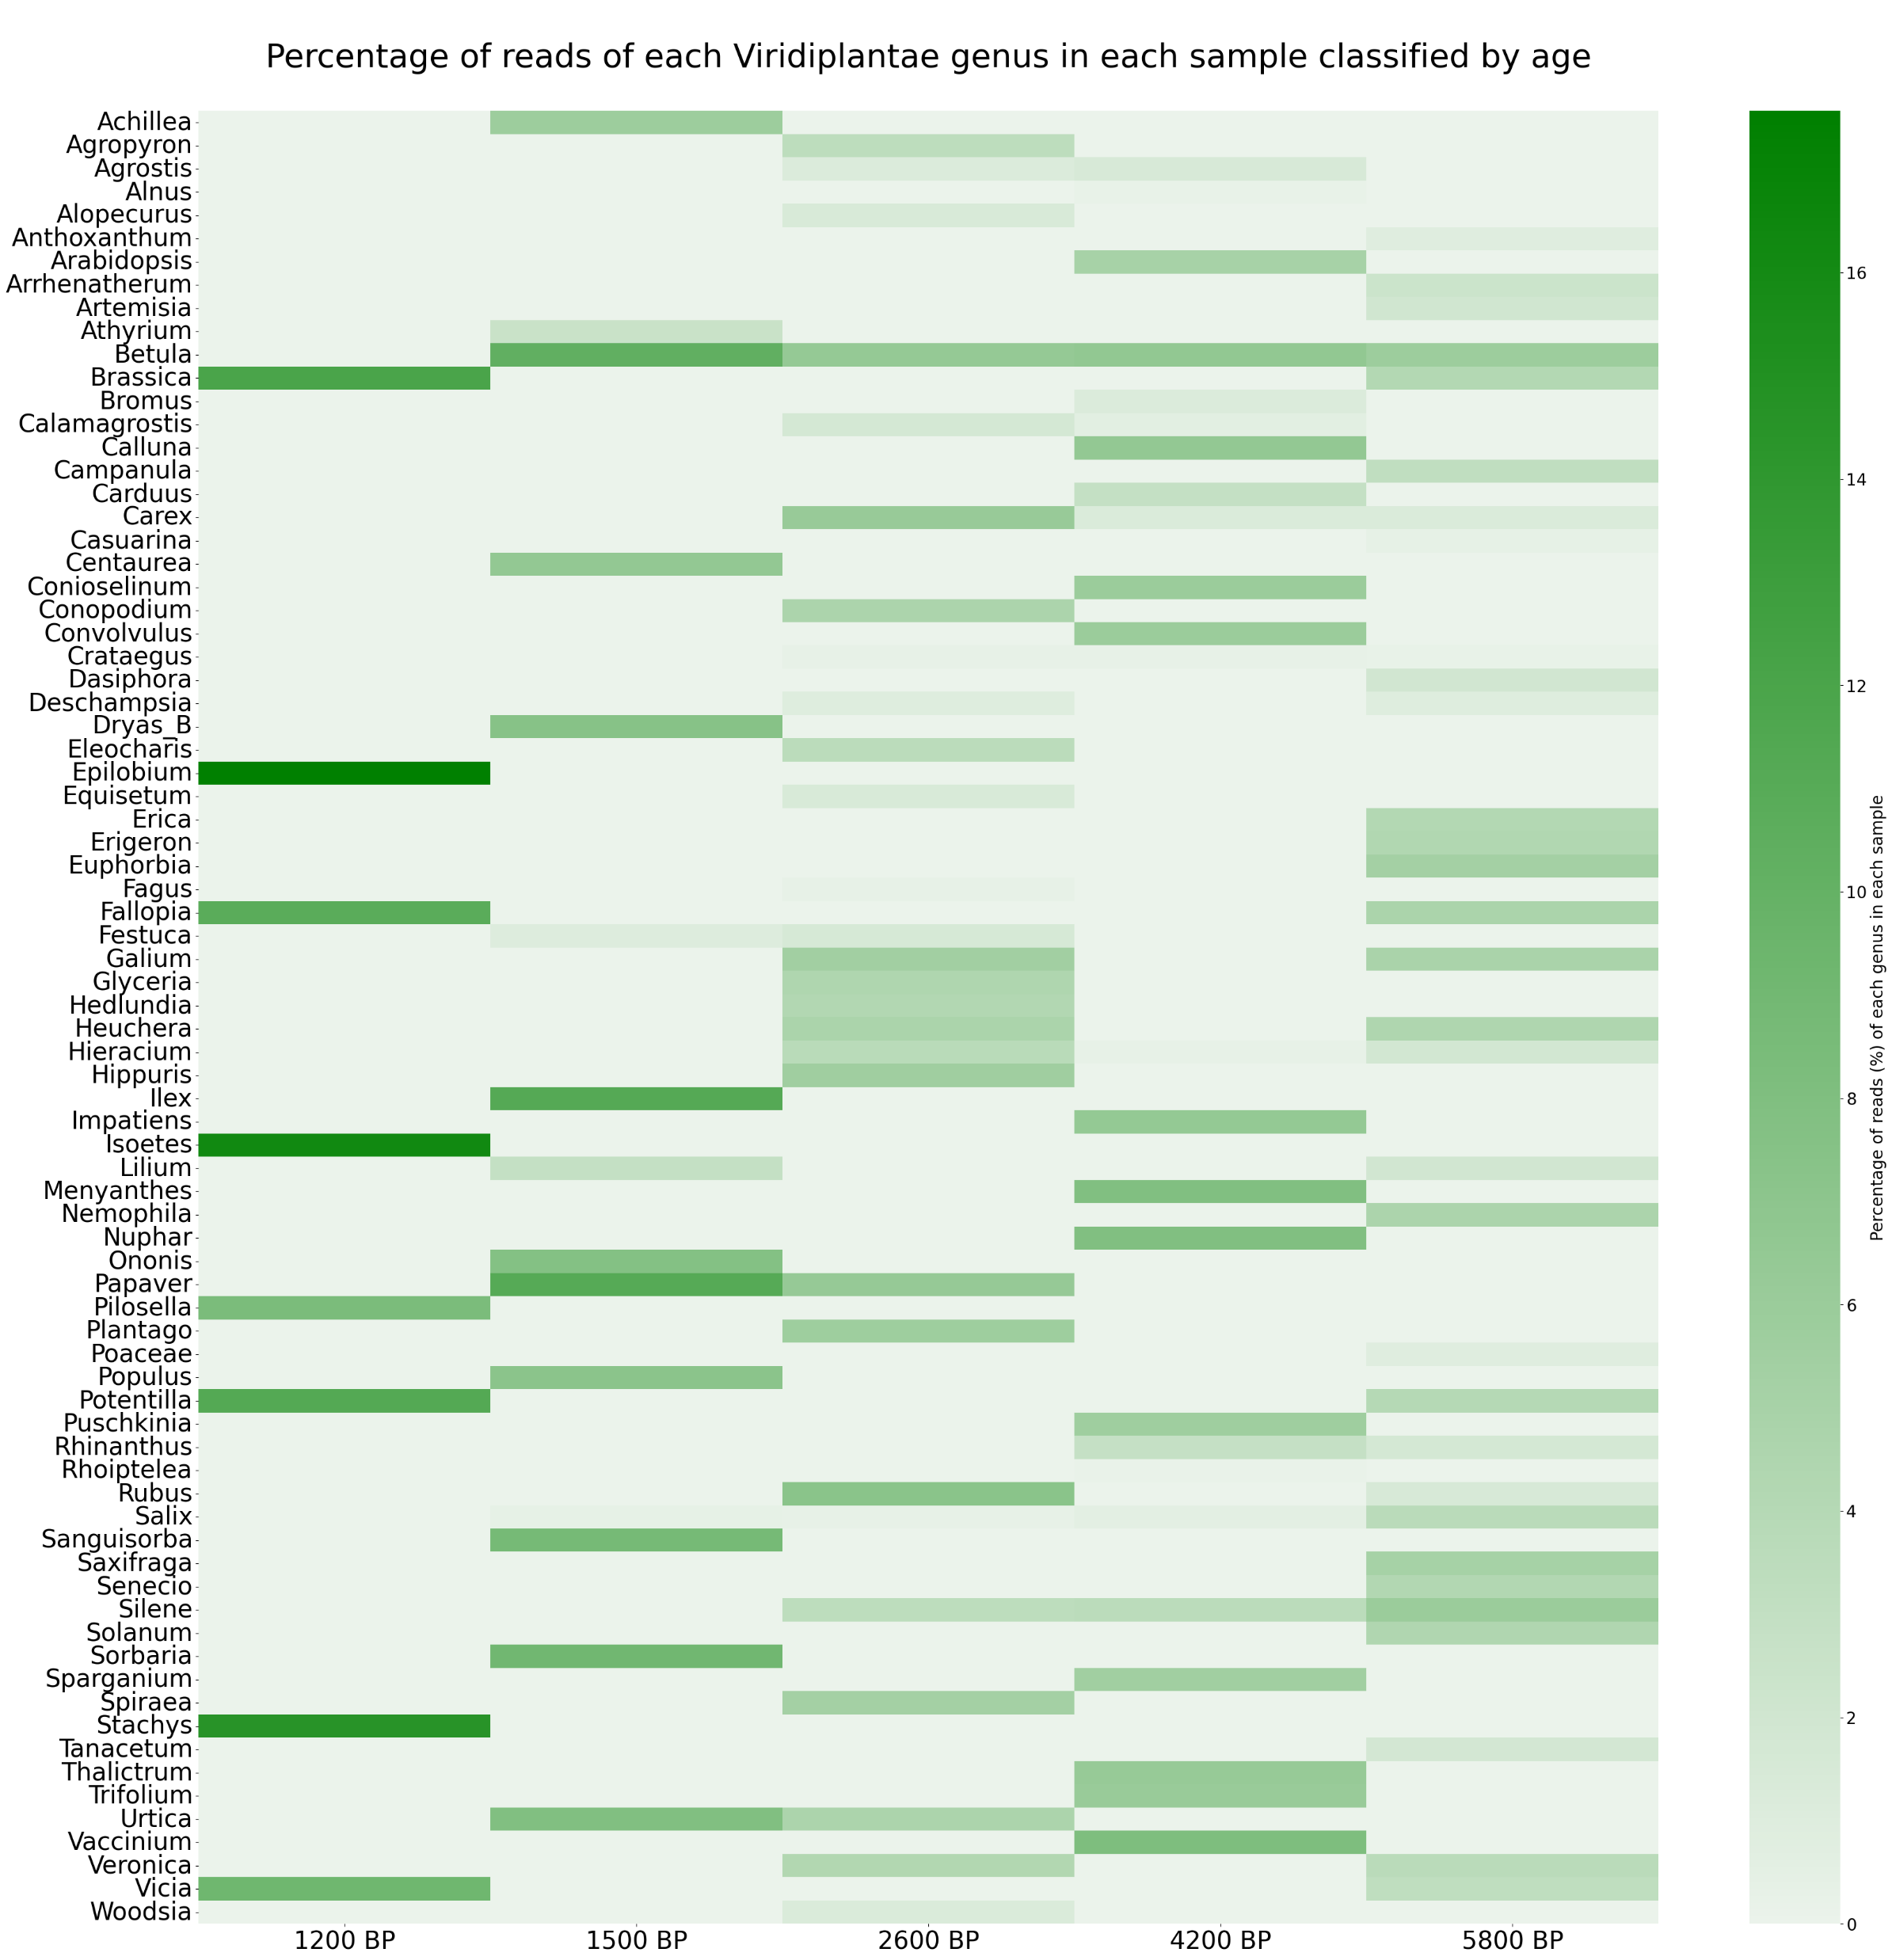 Percentage of reads of each Viridiplantae genus in each sample classified by age
Achillea
Agropyron
Agrostis
Alnus
Alopecurus
Anthoxanthum
Arabidopsis
Arrhenatherum
Artemisia
Athyrium
Betula
Brassica
Bromus
Calamagrostis
Calluna
Campanula
Carduus
Carex
Casuarina
Centaurea
Conioselinum
Conopodium
Convolvulus
Crataegus
Dasiphora
Deschampsia
Dryas_B
Eleocharis
Epilobium
Equisetum
Erica
Erigeron
Euphorbia
Fagus
Fallopia
Festuca
Galium
Glyceria
Hedlundia
Heuchera
Hieracium
Hippuris
Ilex
Impatiens
Isoetes
Lilium
Menyanthes
Nemophila
Nuphar
Ononis
Papaver
Pilosella
Plantago
Poaceae
Populus
Potentilla
Puschkinia
Rhinanthus
Rhoiptelea
Rubus
Salix
Sanguisorba
Saxifraga
Senecio
Silene
Solanum
Sorbaria
Sparganium
Spiraea
Stachys
Tanacetum
Thalictrum
Trifolium
Urtica
Vaccinium
Veronica
Vicia
Woodsia
1200 BP
1500 BP
2600 BP
4200 BP
5800 BP
16
14
12
10
8
6
4
2
0
Percentage of reads (%) of each genus in each sample